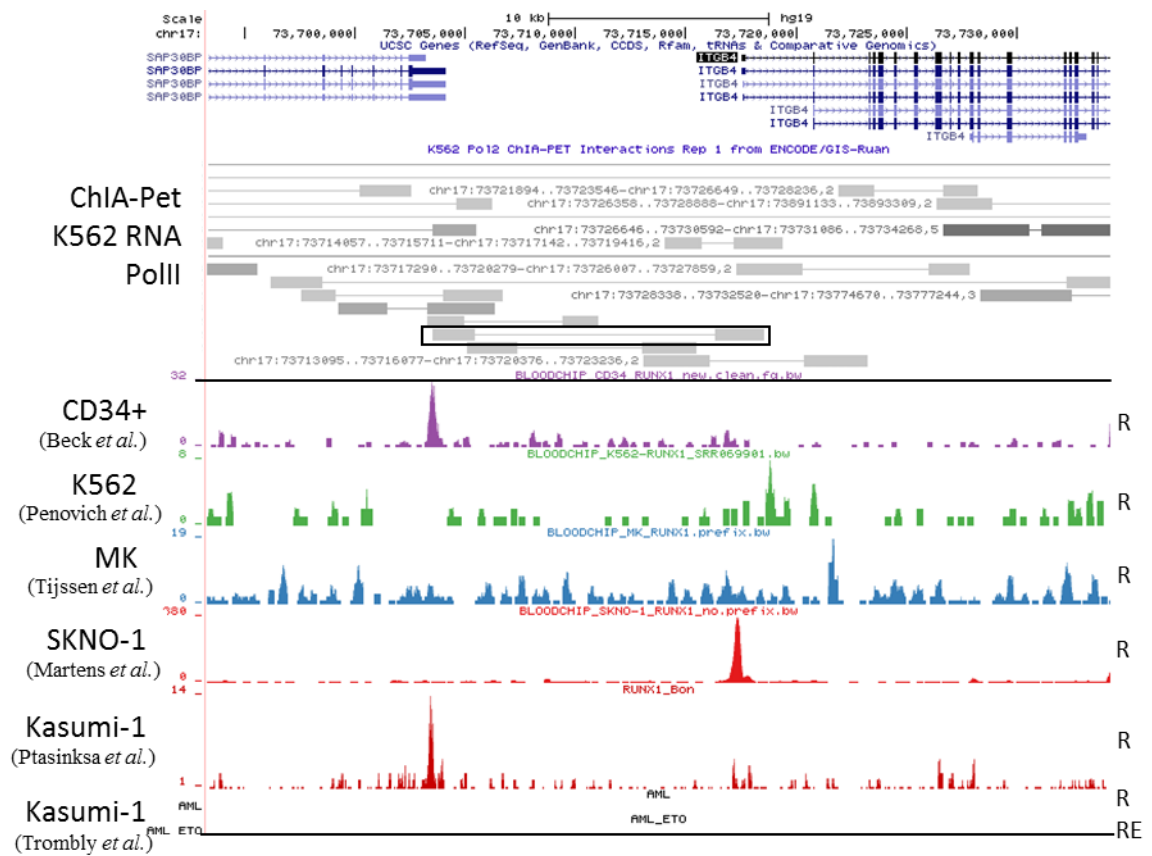 Scale 10 kb hg19
chr17: 73,700,000 73,705,000 73,710,000 73,715,000 73,720,000 73,725,000 73,730,000
UCSC Genes (RefSeq, GenBank, CCDS, Rfam, tRNAs & Comparative Genomics)
SAP30BP ITGB4
SAP30BP ITGB4
SAP30BP ITGB4
SAP30BP ITGB4
ITGB4
ITGB4
ITGB4
K562 Pol2 ChIA-PET Interactions Rep 1 from ENCODE/GIS-Ruan
ChIA-Pet
K562 RNA
PolII
chr17:73721894..73723546-chr17:73726649..73728236,2
chr17:73726358..73728888-chr17:73891133..73893309,2
chr17:73726646..73730592-chr17:73731086..73734268,5
chr17:73714057..73715711-chr17:73717142..73719416,2
chr17:73717290..73720279-chr17:73726007..73727859,2
chr17:73728338..73732520-chr17:73774670..73777244,3
chr17:73713095..73716077-chr17:73720376..73723236,2
32 _ BLOODCHIP_CD34_RUNX1_new.clean.fq.bw
CD34+
(Beck et al.)
R
0 _
8 _ BLOODCHIP_K562-RUNX1_SRR069901.bw
K562
(Penovich et al.)
R
0 _
19 _ BLOODCHIP_MK_RUNX1.prefix.bw
MK
(Tijssen et al.)
R
0 _
380 _ BLOODCHIP_SKNO-1_RUNX1_no.prefix.bw
SKNO-1
(Martens et al.)
R
0 _
14 _ RUNX1_Bon
Kasumi-1
(Ptasinksa et al.)
R
1 _
AML
AML R
Kasumi-1
(Trombly et al.)
AML_ETO
AML_ETO RE